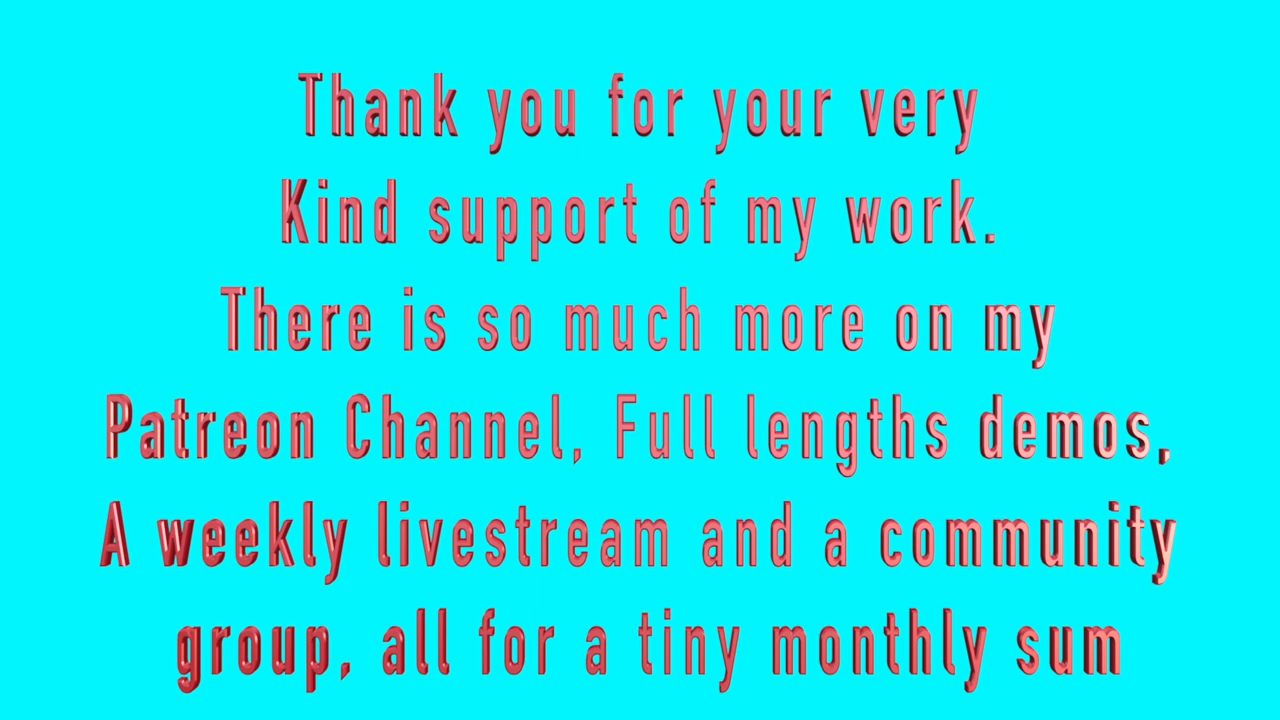 Thank you for your very
Kind support of my work.
There is so much more on my
Patreon Channel, Full lengths demos,
A weekly livestream and a community
group, all for a tiny monthly sum